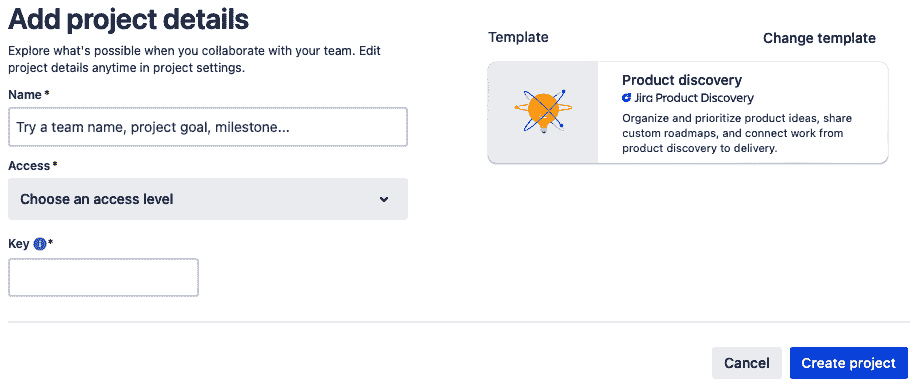 Add project details
Explore what's possible when you collaborate with your team. Edit
project details anytime in project settings.
Name *
Try a team name, project goal, milestone...
Access *
Choose an access level
Key *
Template
Change template
Product discovery
Jira Product Discovery
Organize and prioritize product ideas, share
custom roadmaps, and connect work from
product discovery to delivery.
Cancel
Create project